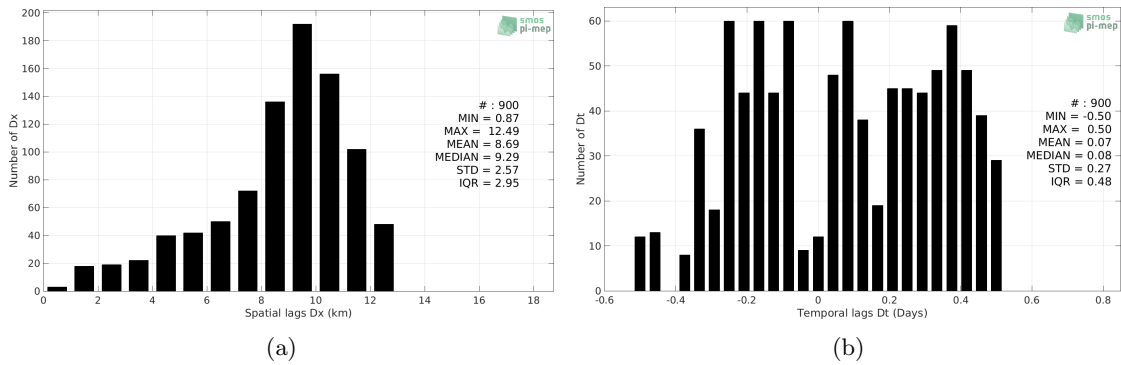 smos
pi-mep
200
180
160
140
120
100
80
60
40
20
0
Number of Dx
# : 900
MIN = 0.87
MAX = 12.49
MEAN = 8.69
MEDIAN = 9.29
STD = 2.57
IQR = 2.95
0 2 4 6 8 10 12 14 16 18
Spatial lags Dx (km)
(a)
smos
pi-mep
60
50
40
30
20
10
0
Number of Dt
# : 900
MIN = -0.50
MAX = 0.50
MEAN = 0.07
MEDIAN = 0.08
STD = 0.27
IQR = 0.48
-0.6 -0.4 -0.2 0 0.2 0.4 0.6 0.8
Temporal lags Dt (Days)
(b)